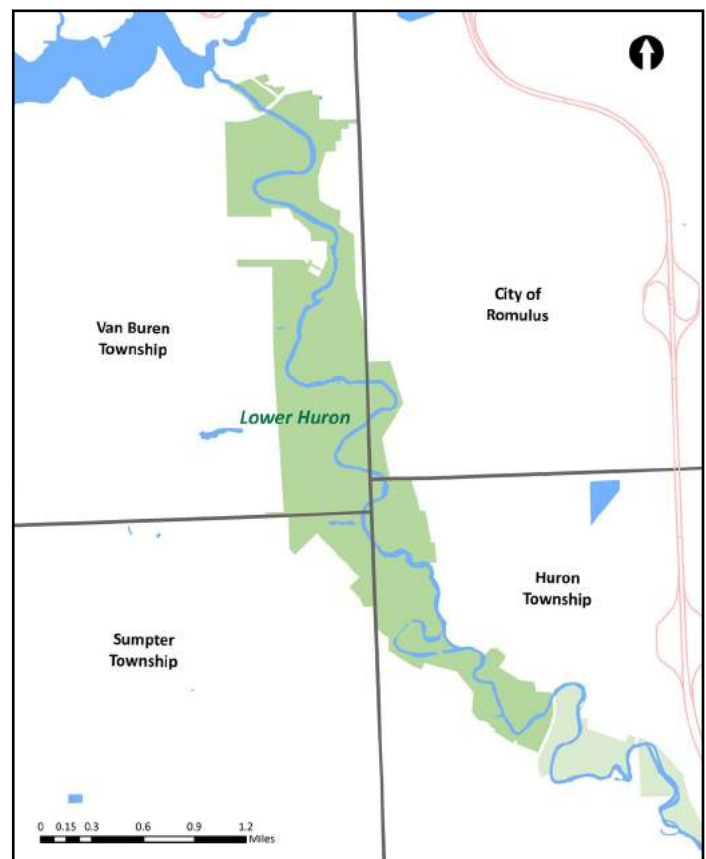 City of
Romulus
Van Buren
Township
Lower Huron
Huron
Township
Sumpter
Township
0 0.15 0.3 0.6 0.9 1.2
Miles